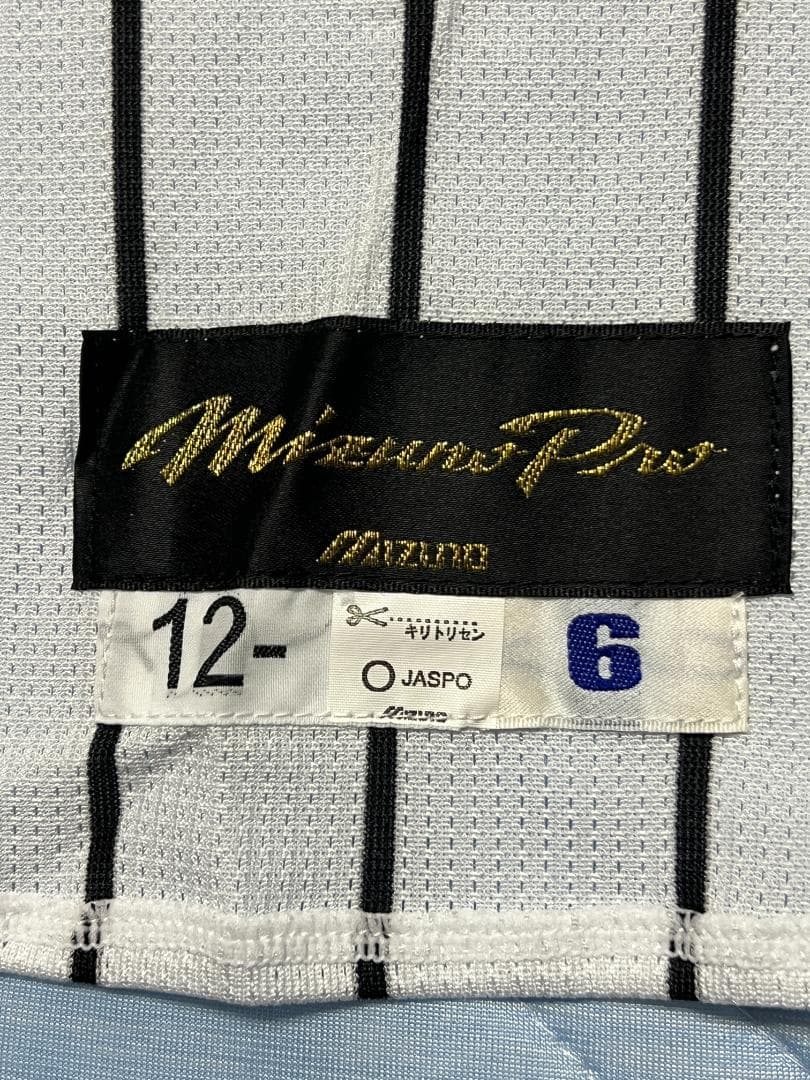 Mizuno Pro
Mizuno
12-
キリトリセン
O JASPO
Mizuno
6